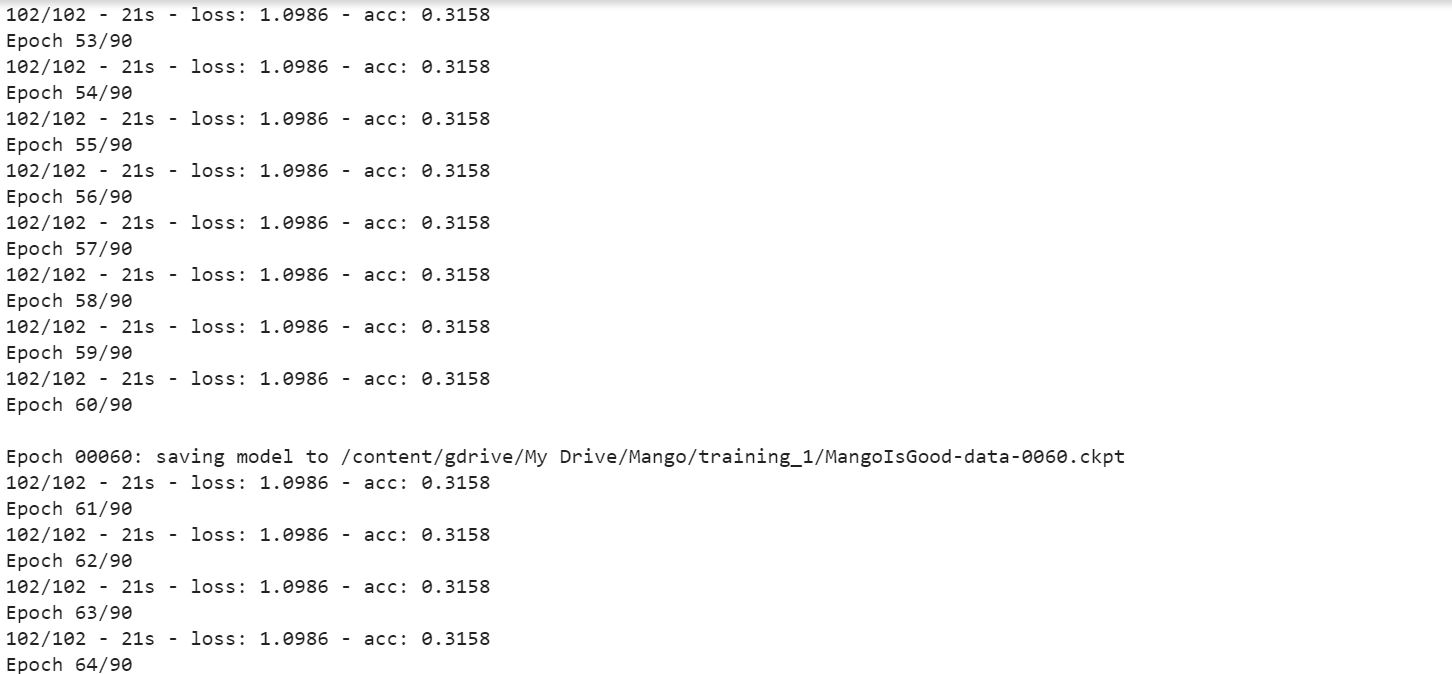 102/102 - 21s - loss: 1.0986 - acc: 0.3158
Epoch 53/90
102/102 - 21s - loss: 1.0986 - acc: 0.3158
Epoch 54/90
102/102 - 21s - loss: 1.0986 - acc: 0.3158
Epoch 55/90
102/102 - 21s - loss: 1.0986 - acc: 0.3158
Epoch 56/90
102/102 - 21s - loss: 1.0986 - acc: 0.3158
Epoch 57/90
102/102 - 21s - loss: 1.0986 - acc: 0.3158
Epoch 58/90
102/102 - 21s - loss: 1.0986 - acc: 0.3158
Epoch 59/90
102/102 - 21s - loss: 1.0986 - acc: 0.3158
Epoch 60/90
Epoch 00060: saving model to /content/gdrive/My Drive/Mango/training_1/MangoIsGood-data-0060.ckpt
102/102 - 21s - loss: 1.0986 - acc: 0.3158
Epoch 61/90
102/102 - 21s - loss: 1.0986 - acc: 0.3158
Epoch 62/90
102/102 - 21s - loss: 1.0986 - acc: 0.3158
Epoch 63/90
102/102 - 21s - loss: 1.0986 - acc: 0.3158
Epoch 64/90